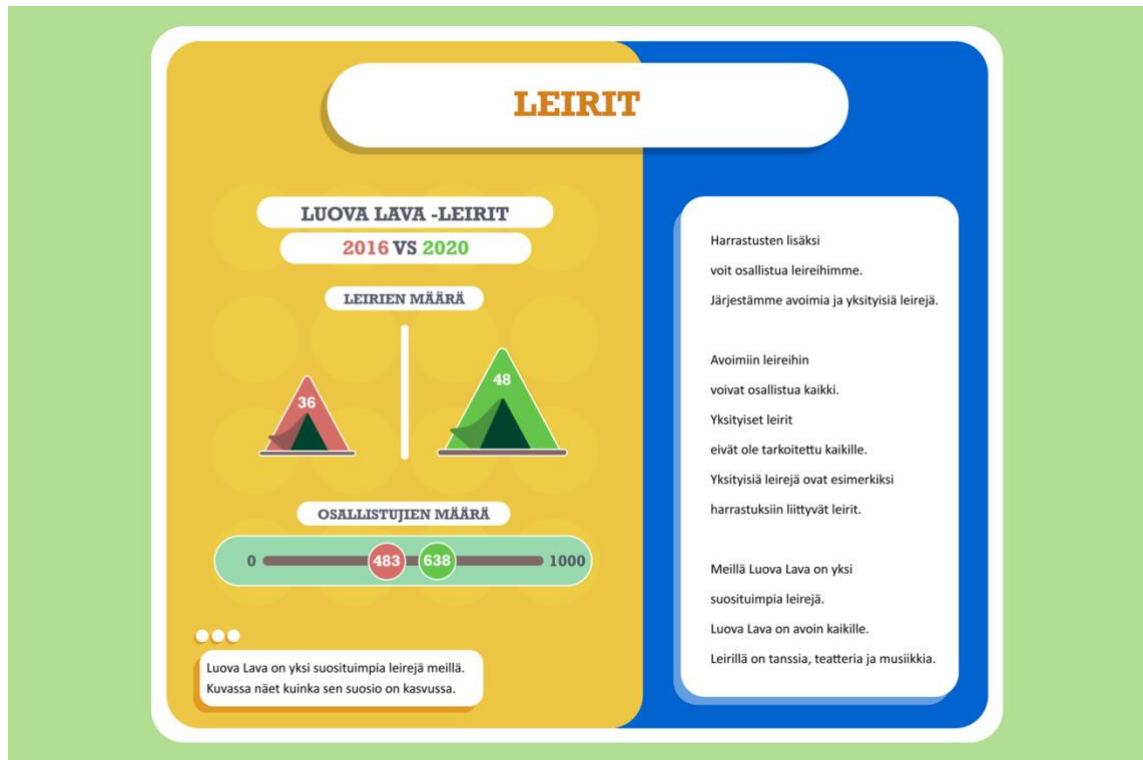 LEIRIT
LUOVA LAVA -LEIRIT
2016 VS 2020
LEIRIEN MÄÄRÄ
36
48
OSALLISTUJIEN MÄÄRÄ
0 483 638 1000
Luova Lava on yksi suosituimpia leirejä meillä.
Kuvassa näet kuinka sen suosio on kasvussa.
Harrastusten lisäksi
voit osallistua leireihimme.
Järjestämme avoimia ja yksityisiä leirejä.
Avoimiin leireihin
voivat osallistua kaikki.
Yksityiset leirit
eivät ole tarkoitettu kaikille.
Yksityisiä leirejä ovat esimerkiksi
harrastuksiin liittyvät leirit.
Meillä Luova Lava on yksi
suosituimpia leirejä.
Luova Lava on avoin kaikille.
Leirillä on tanssia, teatteria ja musiikkia.